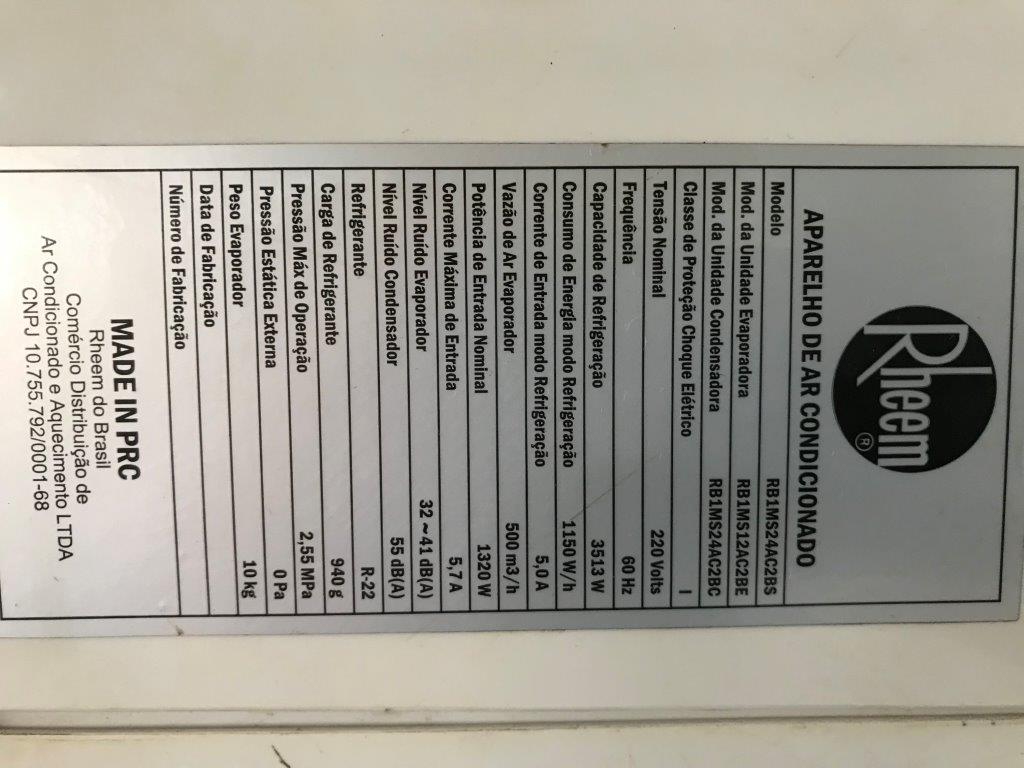 Rheem®
APARELHO DE AR CONDICIONADO
Modelo RB1MS24AC2BS
Mod. da Unidade Evaporadora RB1MS12AC2BE
Mod. da Unidade Condensadora RB1MS24AC2BC
Classe de Proteção Choque Elétrico I
Tensão Nominal 220 Volts
Frequência 60 Hz
Capacidade de Refrigeração 3513 W
Consumo de Energia modo Refrigeração 1150 W/h
Corrente de Entrada modo Refrigeração 5,0 A
Vazão de Ar Evaporador 500 m3/h
Potência de Entrada Nominal 1320 W
Corrente Máxima de Entrada 5,7 A
Nível Ruído Evaporador 32 ~ 41 dB(A)
Nível Ruído Condensador 55 dB(A)
Refrigerante R-22
Carga de Refrigerante 940 g
Pressão Máx de Operação 2,55 MPa
Pressão Estática Externa 0 Pa
Peso Evaporador 10 kg
Data de Fabricação
Número de Fabricação
MADE IN PRC
Rheem do Brasil
Comércio Distribuição de
Ar Condicionado e Aquecimento LTDA
CNPJ 10.755.792/0001-68